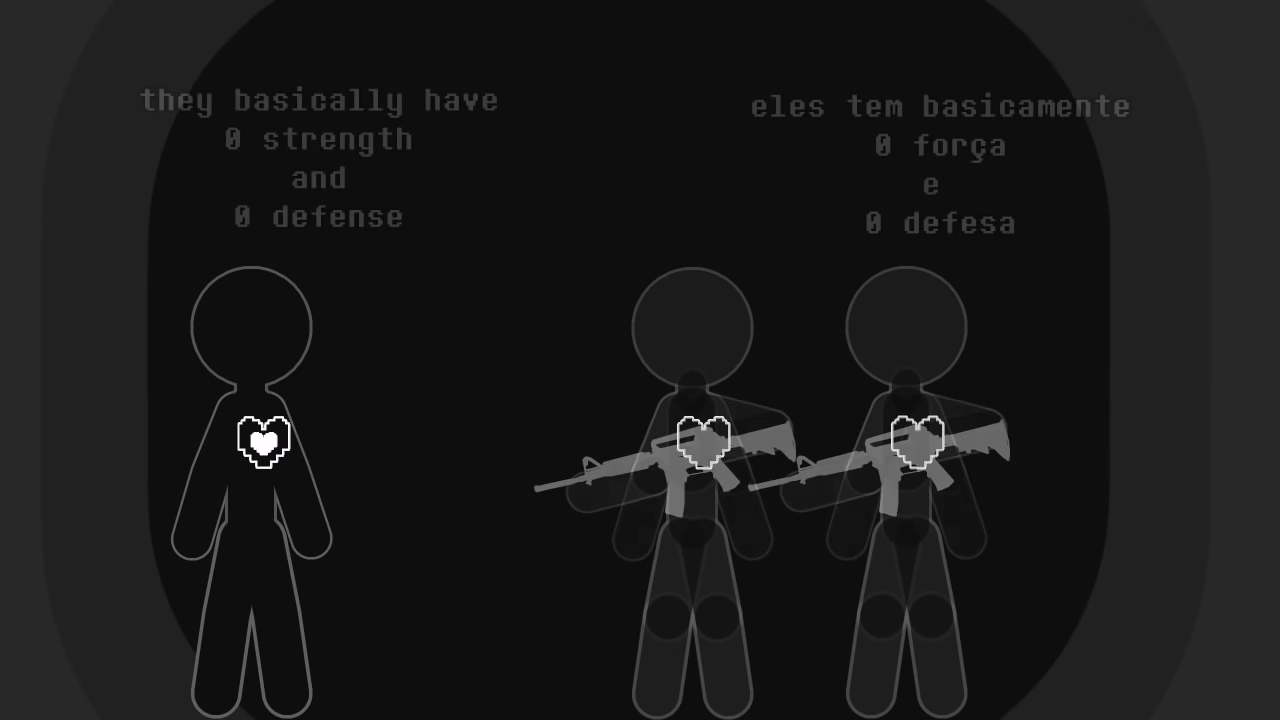 they basically have
0 strength
and
0 defense
eles tem basicamente
0 força
e
0 defesa